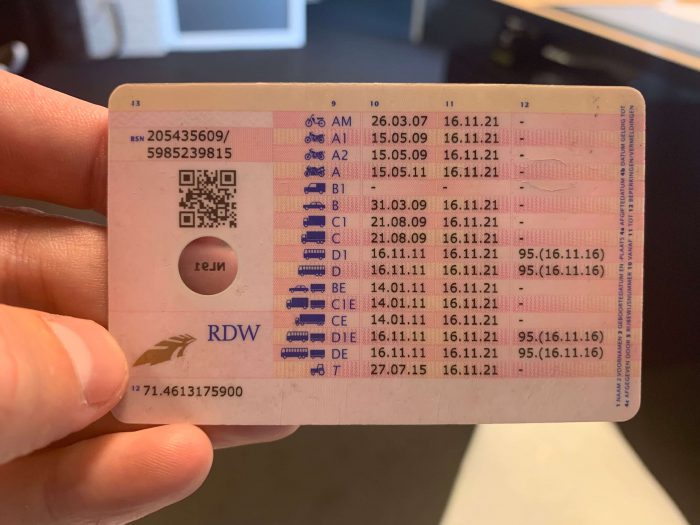 13
9 10 11 12
BSN 205435609/
5985239815
AM 26.03.07 16.11.21 -
A1 15.05.09 16.11.21 -
A2 15.05.09 16.11.21 -
A 15.05.11 16.11.21 -
B1 - - -
B 31.03.09 16.11.21 -
C1 21.08.09 16.11.21 -
C 21.08.09 16.11.21 -
D1 16.11.11 16.11.21 95.(16.11.16)
D 16.11.11 16.11.21 95.(16.11.16)
BE 14.01.11 16.11.21 -
C1E 14.01.11 16.11.21 -
CE 14.01.11 16.11.21 -
D1E 16.11.11 16.11.21 95.(16.11.16)
DE 16.11.11 16.11.21 95.(16.11.16)
T 27.07.15 16.11.21 -
NL91
RDW
12 71.4613175900
1 NAAM 2 VOORNAMEN 3 GEBOORTEDATUM EN -PLAATS 4a AFGIFTEDATUM 4b DATUM GELDIG TOT
4c AFGEGEVEN DOOR 5 RIJBEWIJSNUMMER 10 VANAF 11 TOT 12 BEPERKINGEN/VERMELDINGEN